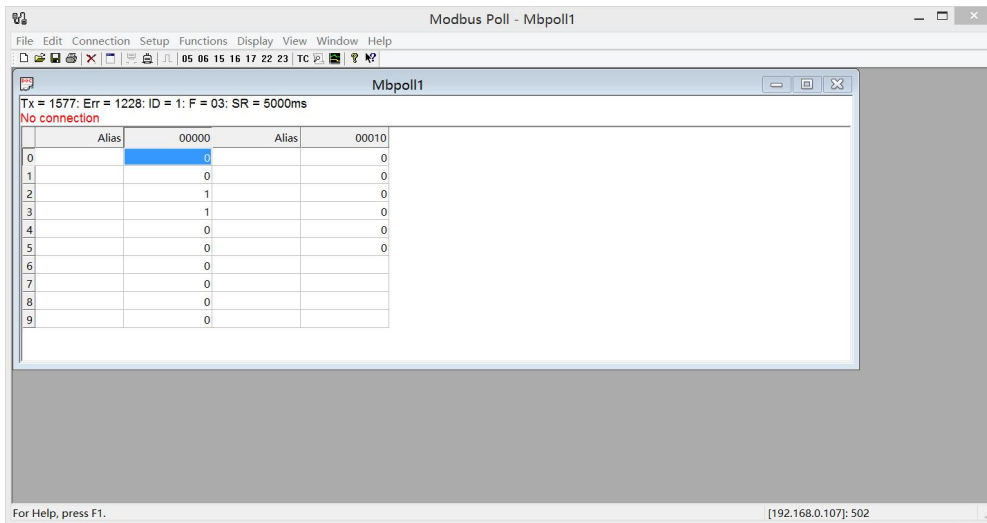 Modbus Poll - Mbpoll1
File Edit Connection Setup Functions Display View Window Help
05 06 15 16 17 22 23 TC
Mbpoll1
Tx = 1577: Err = 1228: ID = 1: F = 03: SR = 5000ms
No connection
Alias 00000 Alias 00010
0 0 0
1 0 0
2 1 0
3 1 0
4 0 0
5 0 0
6 0
7 0
8 0
9 0
For Help, press F1. [192.168.0.107]: 502